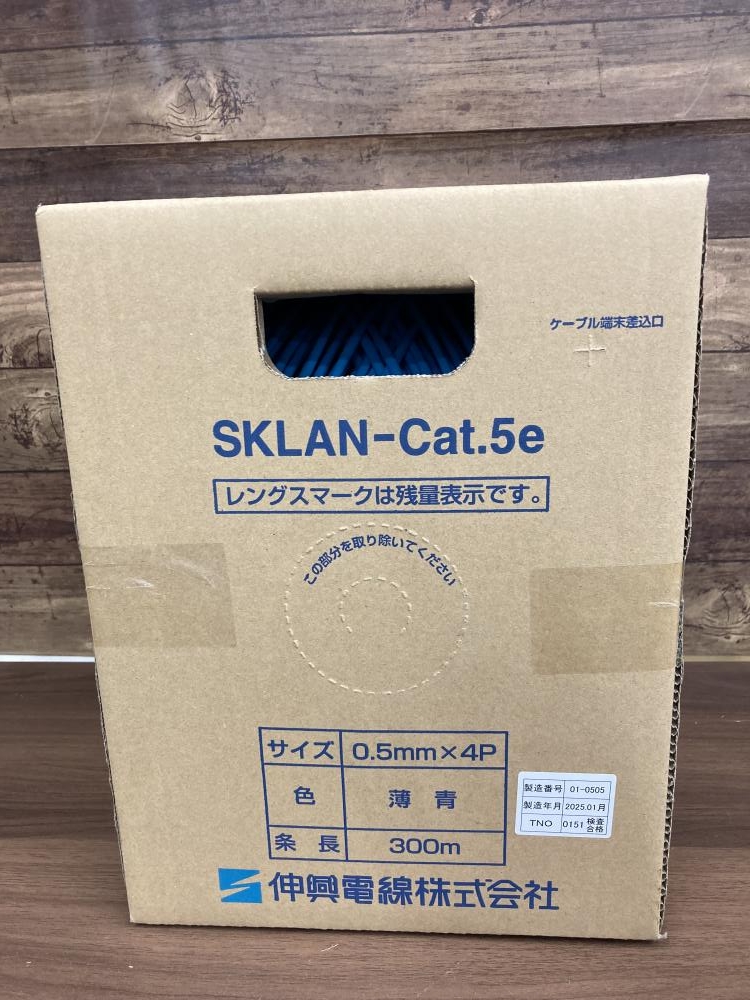 ケーブル端末差込口
SKLAN-Cat.5e
レングスマークは残量表示です。
この部分を取り除いてください
サイズ 0.5mm×4P
色 薄青
条長 300m
製造番号 01-0505
製造年月 2025.01月
TNO 0151 検査合格
伸興電線株式会社